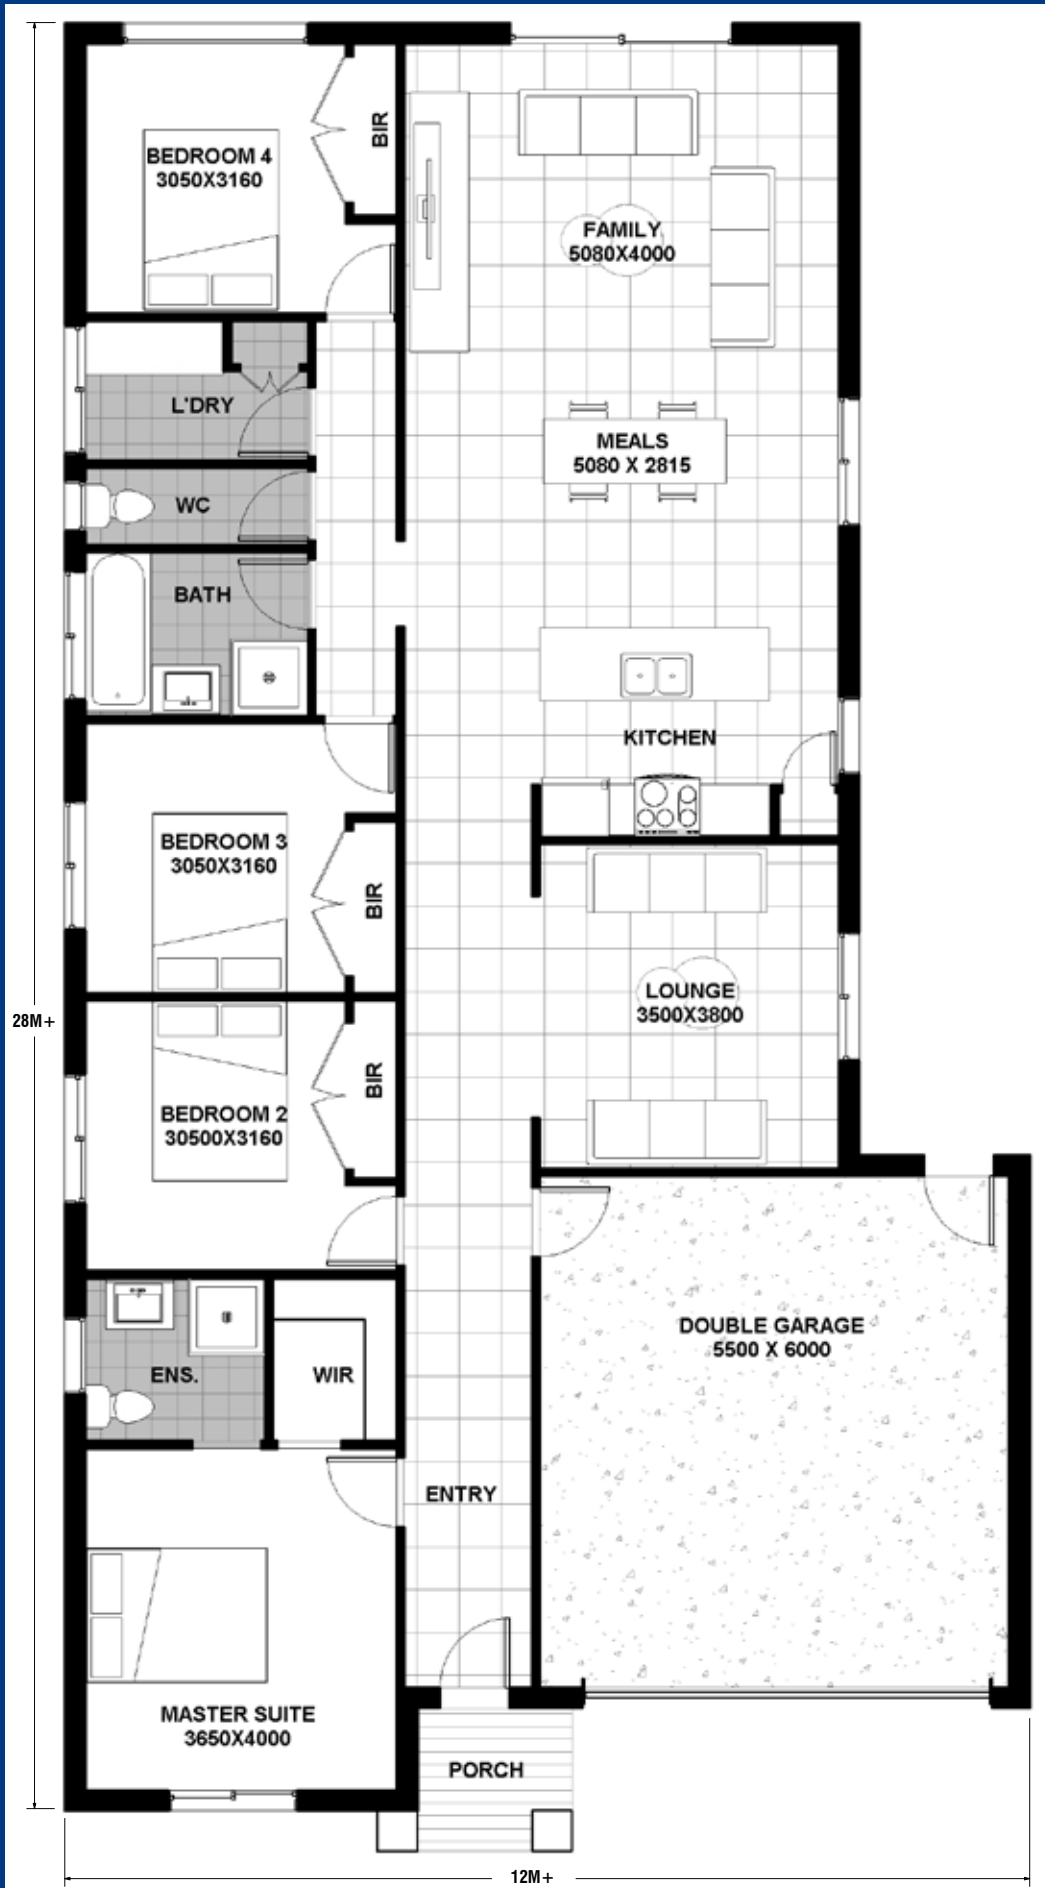 BEDROOM 4
3050X3160
BIR
FAMILY
5080X4000
L'DRY
MEALS
5080 X 2815
WC
BATH
KITCHEN
BEDROOM 3
3050X3160
BIR
LOUNGE
3500X3800
28M+
BIR
BEDROOM 2
30500X3160
DOUBLE GARAGE
5500 X 6000
ENS.
WIR
ENTRY
MASTER SUITE
3650X4000
PORCH
12M+